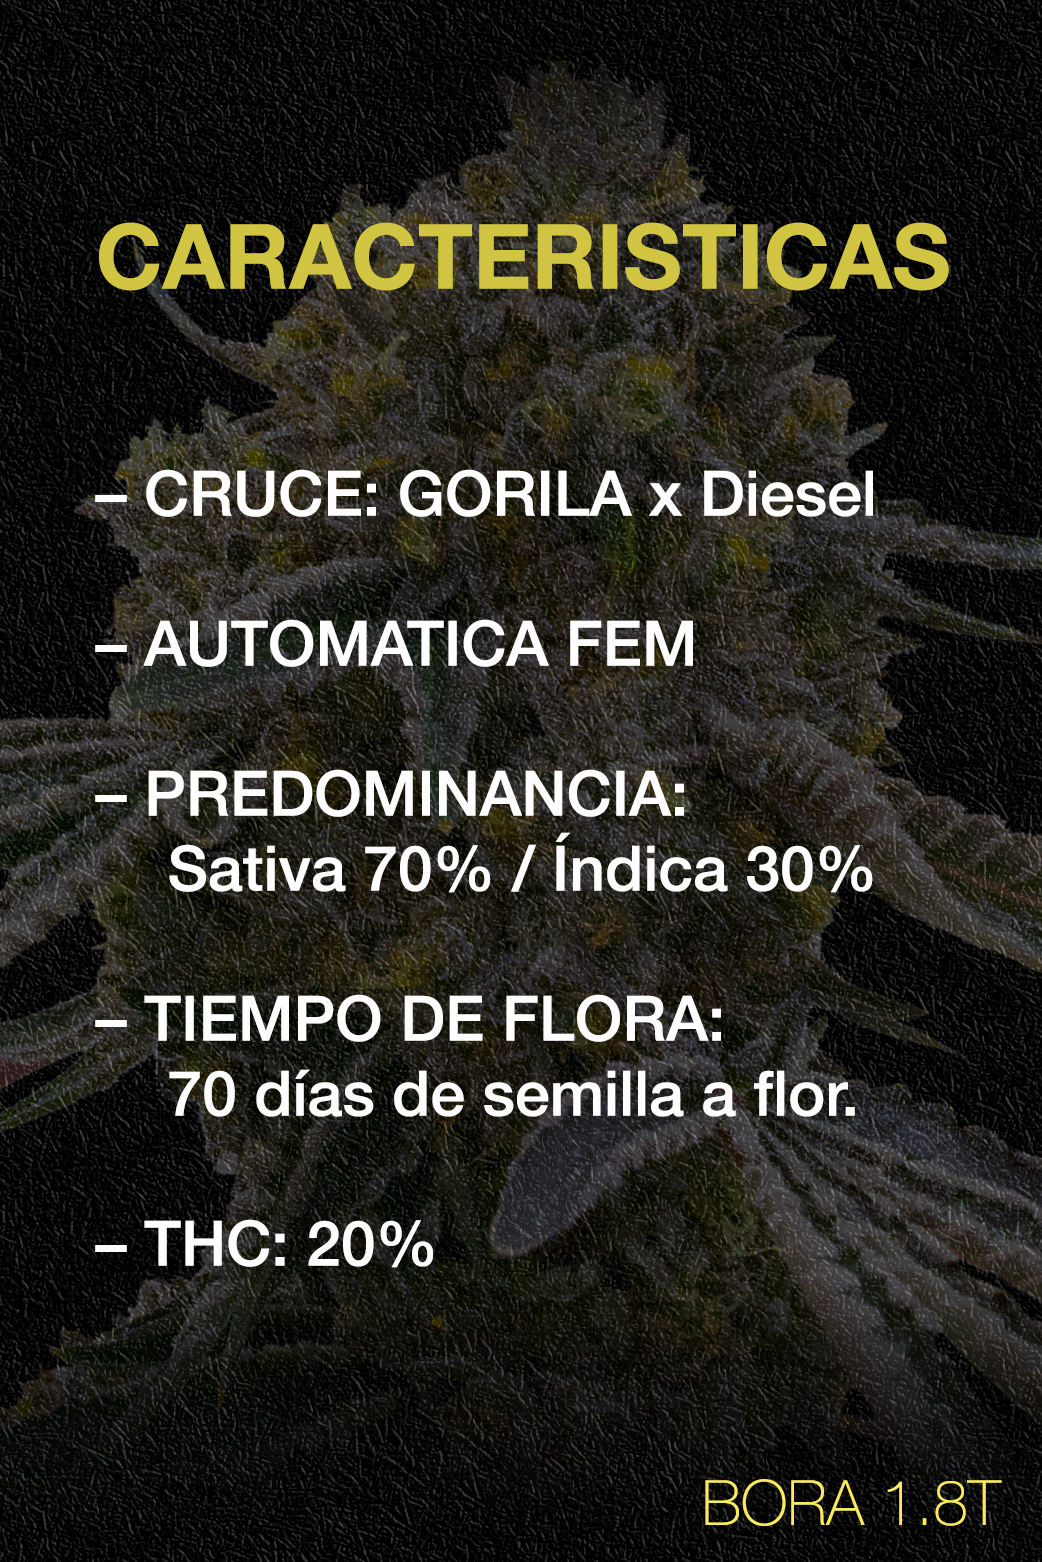 CARACTERISTICAS
– CRUCE: GORILA x Diesel
– AUTOMATICA FEM
– PREDOMINANCIA:
Sativa 70% / Índica 30%
– TIEMPO DE FLORA:
70 días de semilla a flor.
– THC: 20%
BORA 1.8T